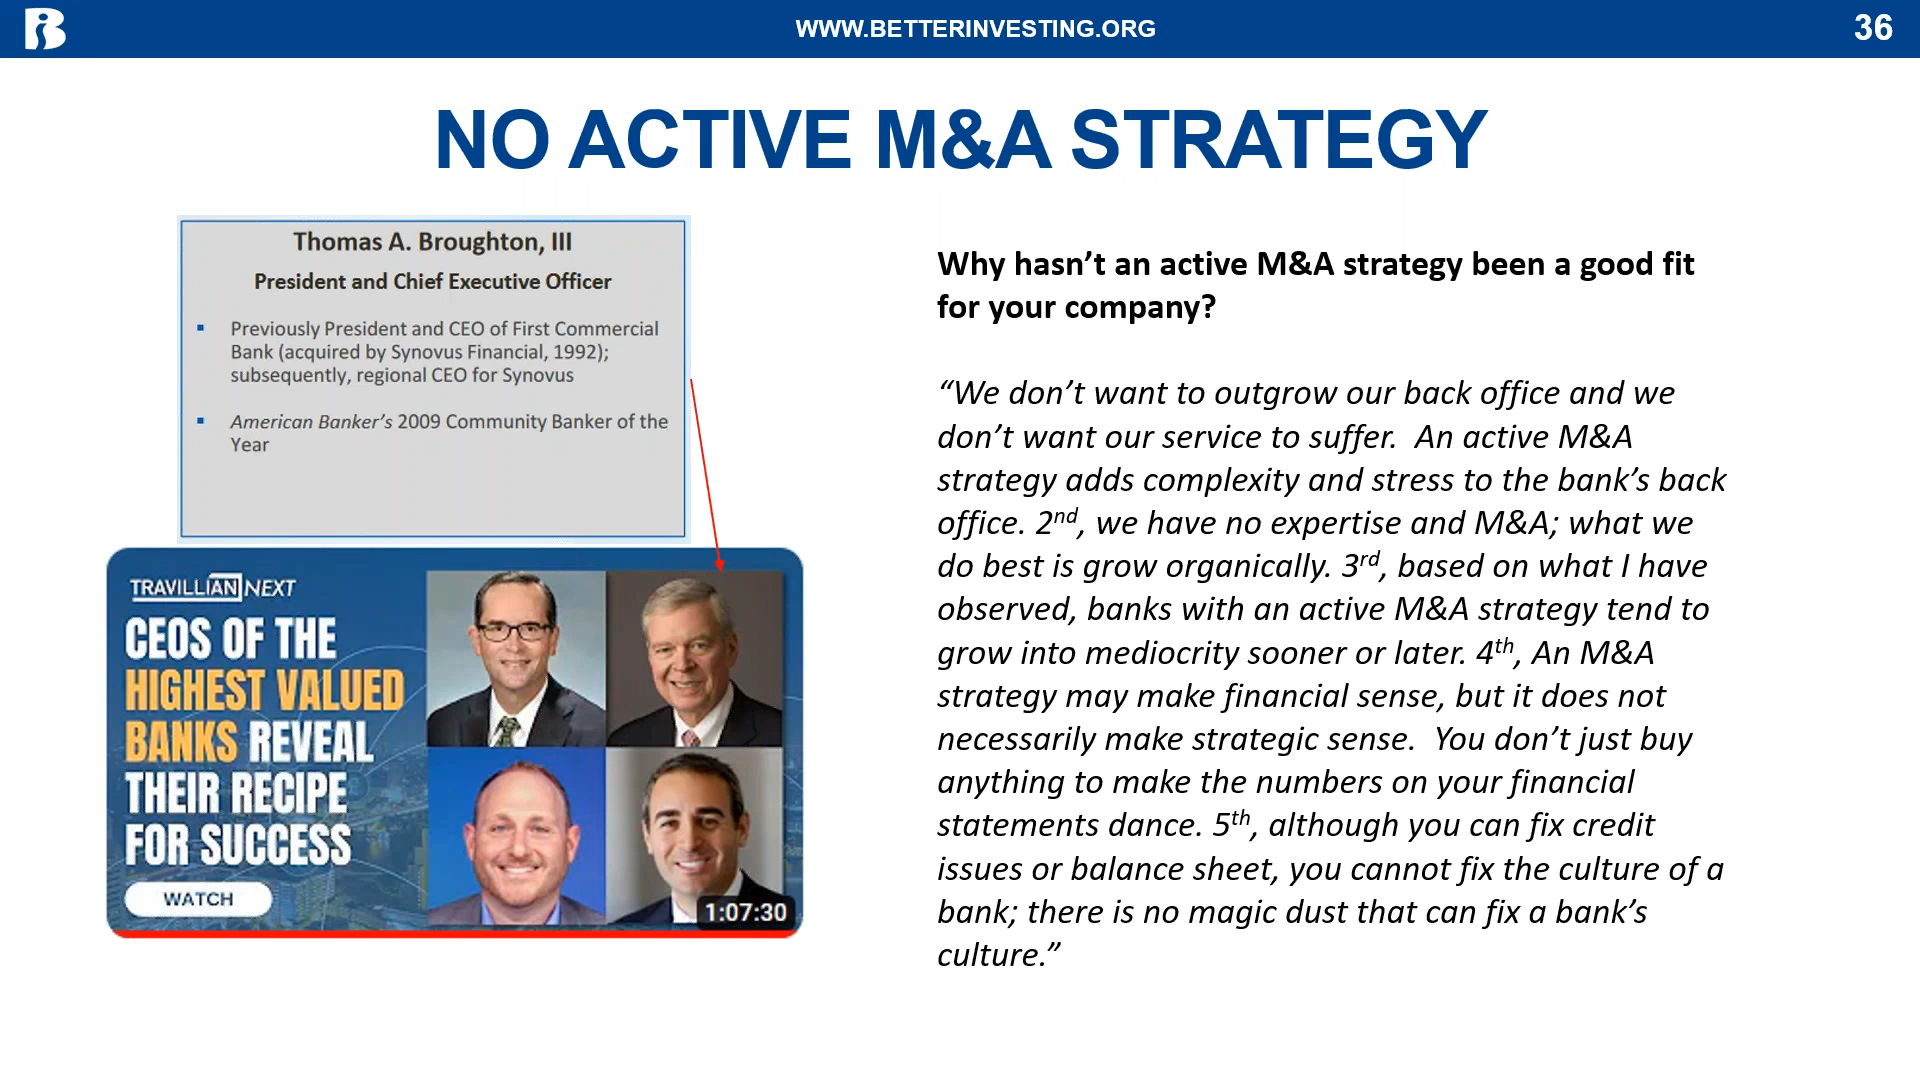 WWW.BETTERINVESTING.ORG
36
NO ACTIVE M&A STRATEGY
Thomas A. Broughton, III
President and Chief Executive Officer
▪ Previously President and CEO of First Commercial
Bank (acquired by Synovus Financial, 1992);
subsequently, regional CEO for Synovus
▪ American Banker’s 2009 Community Banker of the
Year
TRAVILLIAN NEXT
CEOS OF THE
HIGHEST VALUED
BANKS REVEAL
THEIR RECIPE
FOR SUCCESS
WATCH
1:07:30
Why hasn’t an active M&A strategy been a good fit
for your company?
“We don’t want to outgrow our back office and we
don’t want our service to suffer.  An active M&A
strategy adds complexity and stress to the bank’s back
office. 2nd, we have no expertise and M&A; what we
do best is grow organically. 3rd, based on what I have
observed, banks with an active M&A strategy tend to
grow into mediocrity sooner or later. 4th, An M&A
strategy may make financial sense, but it does not
necessarily make strategic sense.  You don’t just buy
anything to make the numbers on your financial
statements dance. 5th, although you can fix credit
issues or balance sheet, you cannot fix the culture of a
bank; there is no magic dust that can fix a bank’s
culture.”